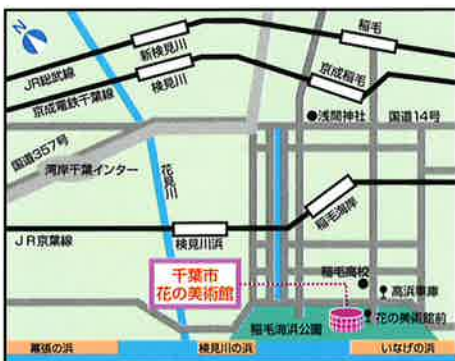 N
新検見川
稲毛
JR総武線
検見川
京成稲毛
京成電鉄千葉線
浅間神社
国道14号
国道357号
湾岸千葉インター
花見川
稲毛海岸
JR京葉線
検見川浜
千葉市
花の美術館
稲毛高校
高浜車庫
花の美術館前
稲毛海浜公園
幕張の浜
検見川の浜
いなげの浜